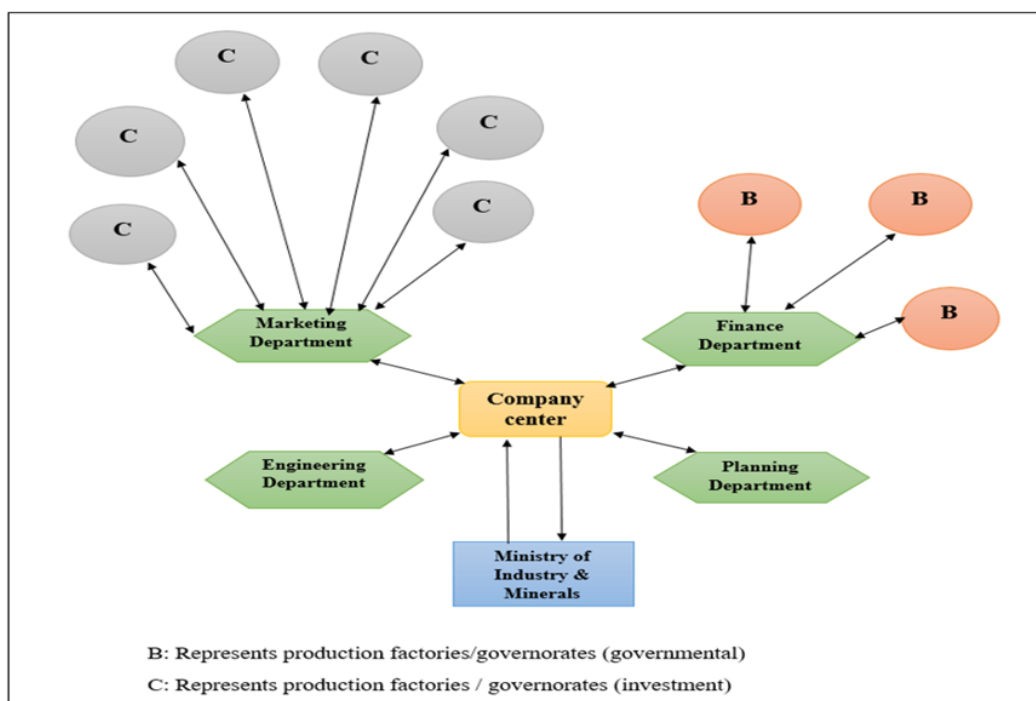 C
C
C
C
C
C
B
B
B
Marketing
Department
Finance
Department
Company
center
Engineering
Department
Planning
Department
Ministry of
Industry &
Minerals
B: Represents production factories/governorates (governmental)
C: Represents production factories / governorates (investment)